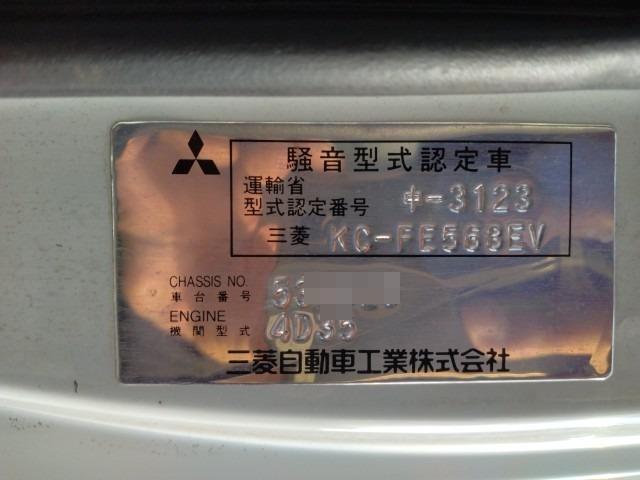 騒音型式認定車
運輸省
型式認定番号 中-3123
三菱 KC-FE563EV
CHASSIS NO.
車台番号
ENGINE
機関型式 4D35
三菱自動車工業株式会社